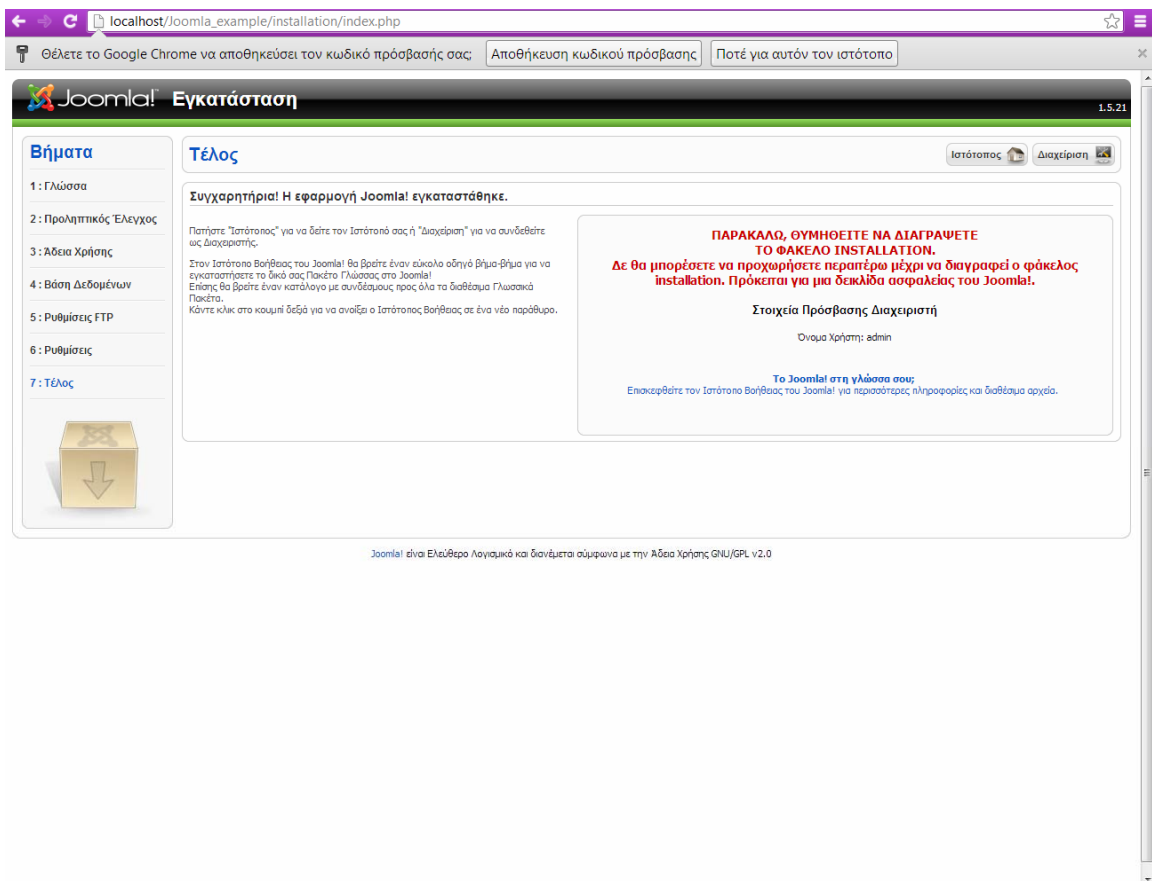 localhost/Joomla_example/installation/index.php
Θέλετε το Google Chrome να αποθηκεύσει τον κωδικό πρόσβασής σας; Αποθήκευση κωδικού πρόσβασης Ποτέ για αυτόν τον ιστότοπο
Joomla! Εγκατάσταση
1.5.21
Βήματα
1 : Γλώσσα
2 : Προληπτικός Έλεγχος
3 : Άδεια Χρήσης
4 : Βάση Δεδομένων
5 : Ρυθμίσεις FTP
6 : Ρυθμίσεις
7 : Τέλος
Τέλος
Ιστότοπος Διαχείριση
Συγχαρητήρια! Η εφαρμογή Joomla! εγκαταστάθηκε.
Πατήστε "Ιστότοπος" για να δείτε τον Ιστότοπό σας ή "Διαχείριση" για να συνδεθείτε
ως Διαχειριστής.
Στον Ιστότοπο Βοήθειας του Joomla! θα βρείτε έναν εύκολο οδηγό βήμα-βήμα για να
εγκαταστήσετε το δικό σας Πακέτο Γλώσσας στο Joomla!
Επίσης θα βρείτε έναν κατάλογο με συνδέσμους προς όλα τα διαθέσιμα Γλωσσικά
Πακέτα.
Κάντε κλικ στο κουμπί δεξιά για να ανοίξει ο Ιστότοπος Βοήθειας σε ένα νέο παράθυρο.
ΠΑΡΑΚΑΛΩ, ΘΥΜΗΘΕΙΤΕ ΝΑ ΔΙΑΓΡΑΨΕΤΕ
ΤΟ ΦΑΚΕΛΟ INSTALLATION.
Δε θα μπορέσετε να προχωρήσετε περαιτέρω μέχρι να διαγραφεί ο φάκελος
installation. Πρόκειται για μια δεικλίδα ασφαλείας του Joomla!.
Στοιχεία Πρόσβασης Διαχειριστή
Όνομα Χρήστη: admin
Το Joomla! στη γλώσσα σου;
Επισκεφθείτε τον Ιστότοπο Βοήθειας του Joomla! για περισσότερες πληροφορίες και διαθέσιμα αρχεία.
Joomla! είναι Ελεύθερο Λογισμικό και διανέμεται σύμφωνα με την Άδεια Χρήσης GNU/GPL v2.0